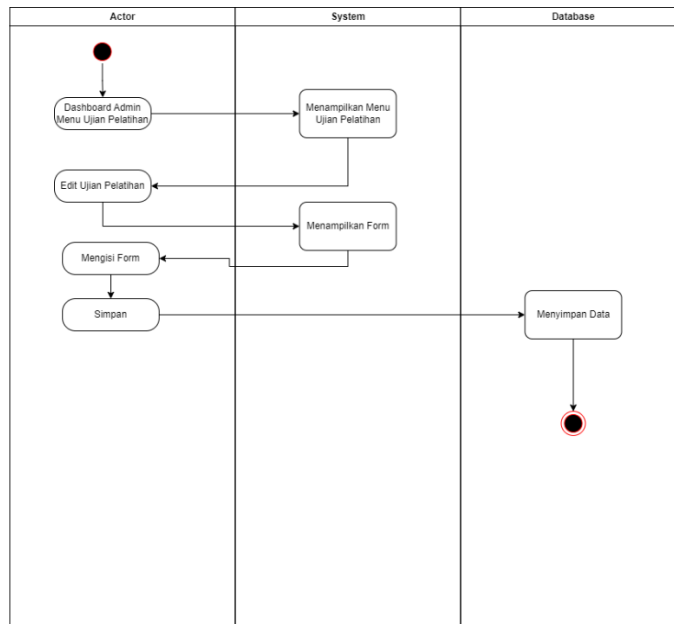 Actor
System
Database
Dashboard Admin
Menu Ujian Pelatihan
Menampilkan Menu
Ujian Pelatihan
Edit Ujian Pelatihan
Menampilkan Form
Mengisi Form
Simpan
Menyimpan Data